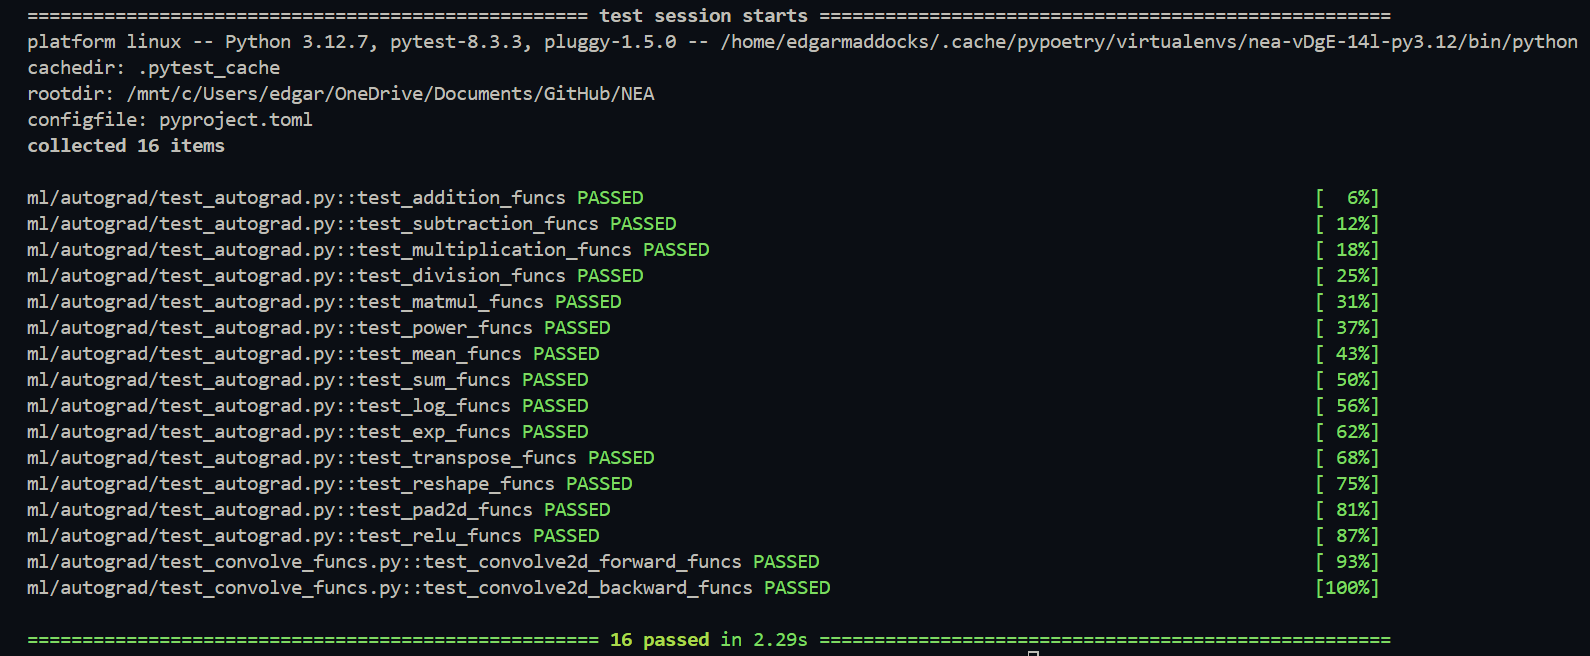 =================================================== test session starts ====================================================
platform linux -- Python 3.12.7, pytest-8.3.3, pluggy-1.5.0 -- /home/edgarmaddocks/.cache/pypoetry/virtualenvs/nea-vDgE-14l-py3.12/bin/python
cachedir: .pytest_cache
rootdir: /mnt/c/Users/edgar/OneDrive/Documents/GitHub/NEA
configfile: pyproject.toml
collected 16 items
ml/autograd/test_autograd.py::test_addition_funcs PASSED [  6%]
ml/autograd/test_autograd.py::test_subtraction_funcs PASSED [ 12%]
ml/autograd/test_autograd.py::test_multiplication_funcs PASSED [ 18%]
ml/autograd/test_autograd.py::test_division_funcs PASSED [ 25%]
ml/autograd/test_autograd.py::test_matmul_funcs PASSED [ 31%]
ml/autograd/test_autograd.py::test_power_funcs PASSED [ 37%]
ml/autograd/test_autograd.py::test_mean_funcs PASSED [ 43%]
ml/autograd/test_autograd.py::test_sum_funcs PASSED [ 50%]
ml/autograd/test_autograd.py::test_log_funcs PASSED [ 56%]
ml/autograd/test_autograd.py::test_exp_funcs PASSED [ 62%]
ml/autograd/test_autograd.py::test_transpose_funcs PASSED [ 68%]
ml/autograd/test_autograd.py::test_reshape_funcs PASSED [ 75%]
ml/autograd/test_autograd.py::test_pad2d_funcs PASSED [ 81%]
ml/autograd/test_autograd.py::test_relu_funcs PASSED [ 87%]
ml/autograd/test_convolve_funcs.py::test_convolve2d_forward_funcs PASSED [ 93%]
ml/autograd/test_convolve_funcs.py::test_convolve2d_backward_funcs PASSED [100%]
==================================================== 16 passed in 2.29s ====================================================